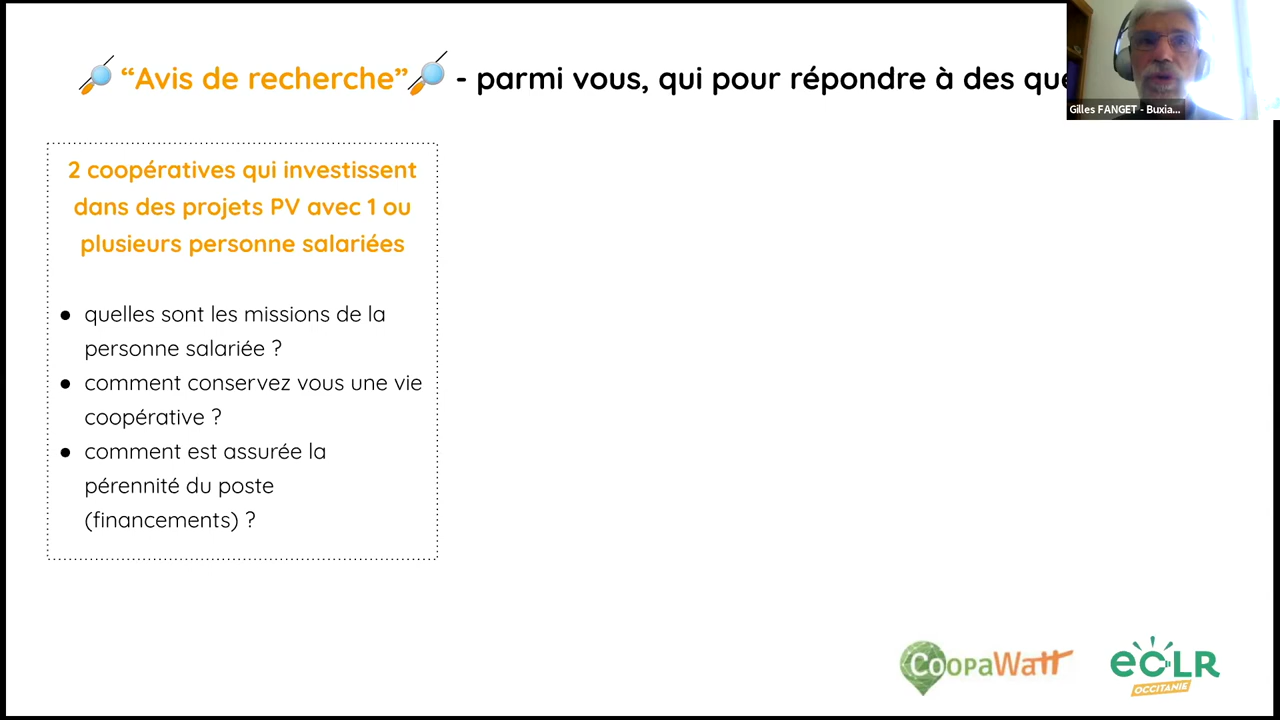 “Avis de recherche” - parmi vous, qui pour répondre à des que
Gilles FANGET - Buxia...
2 coopératives qui investissent
dans des projets PV avec 1 ou
plusieurs personne salariées
● quelles sont les missions de la
personne salariée ?
● comment conservez vous une vie
coopérative ?
● comment est assurée la
pérennité du poste
(financements) ?
CoopaWatt
eCLR
OCCITANIE